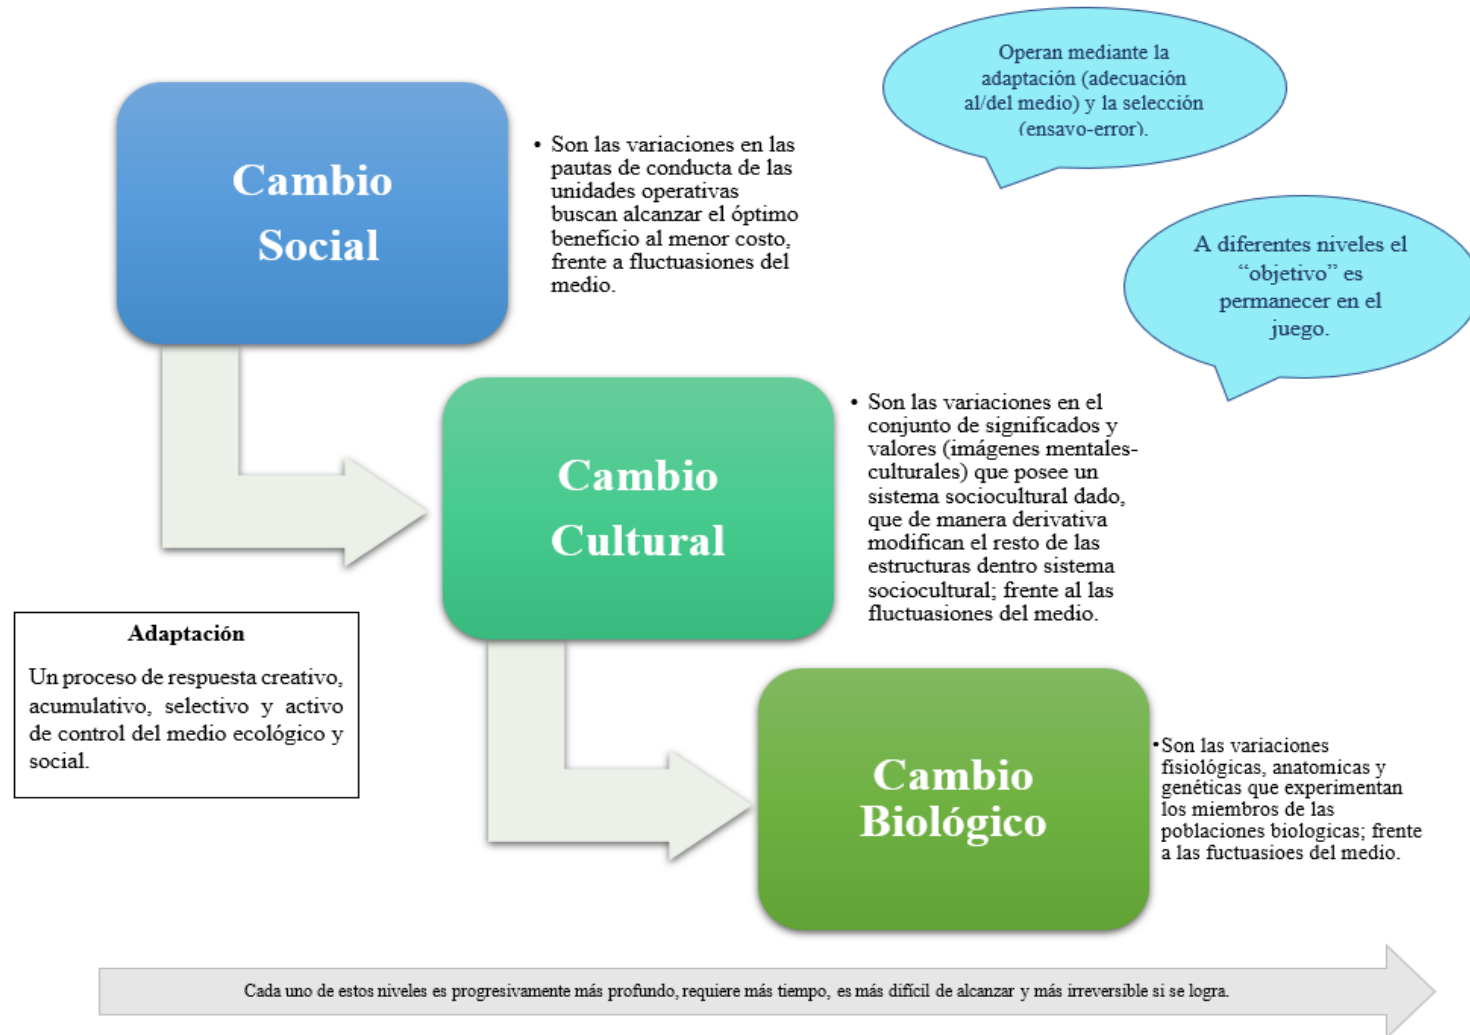 Operan mediante la
adaptación (adecuación
al/del medio) y la selección
(ensayo-error).
Cambio
Social
• Son las variaciones en las
pautas de conducta de las
unidades operativas
buscan alcanzar el óptimo
beneficio al menor costo,
frente a fluctuasiones del
medio.
A diferentes niveles el
“objetivo” es
permanecer en el
juego.
Cambio
Cultural
• Son las variaciones en el
conjunto de significados y
valores (imágenes mentales-
culturales) que posee un
sistema sociocultural dado,
que de manera derivativa
modifican el resto de las
estructuras dentro sistema
sociocultural; frente al las
fluctuasiones del medio.
Adaptación
Un proceso de respuesta creativo,
acumulativo, selectivo y activo
de control del medio ecológico y
social.
Cambio
Biológico
•Son las variaciones
fisiológicas, anatomicas y
genéticas que experimentan
los miembros de las
poblaciones biologicas; frente
a las fuctuasioes del medio.
Cada uno de estos niveles es progresivamente más profundo, requiere más tiempo, es más difícil de alcanzar y más irreversible si se logra.